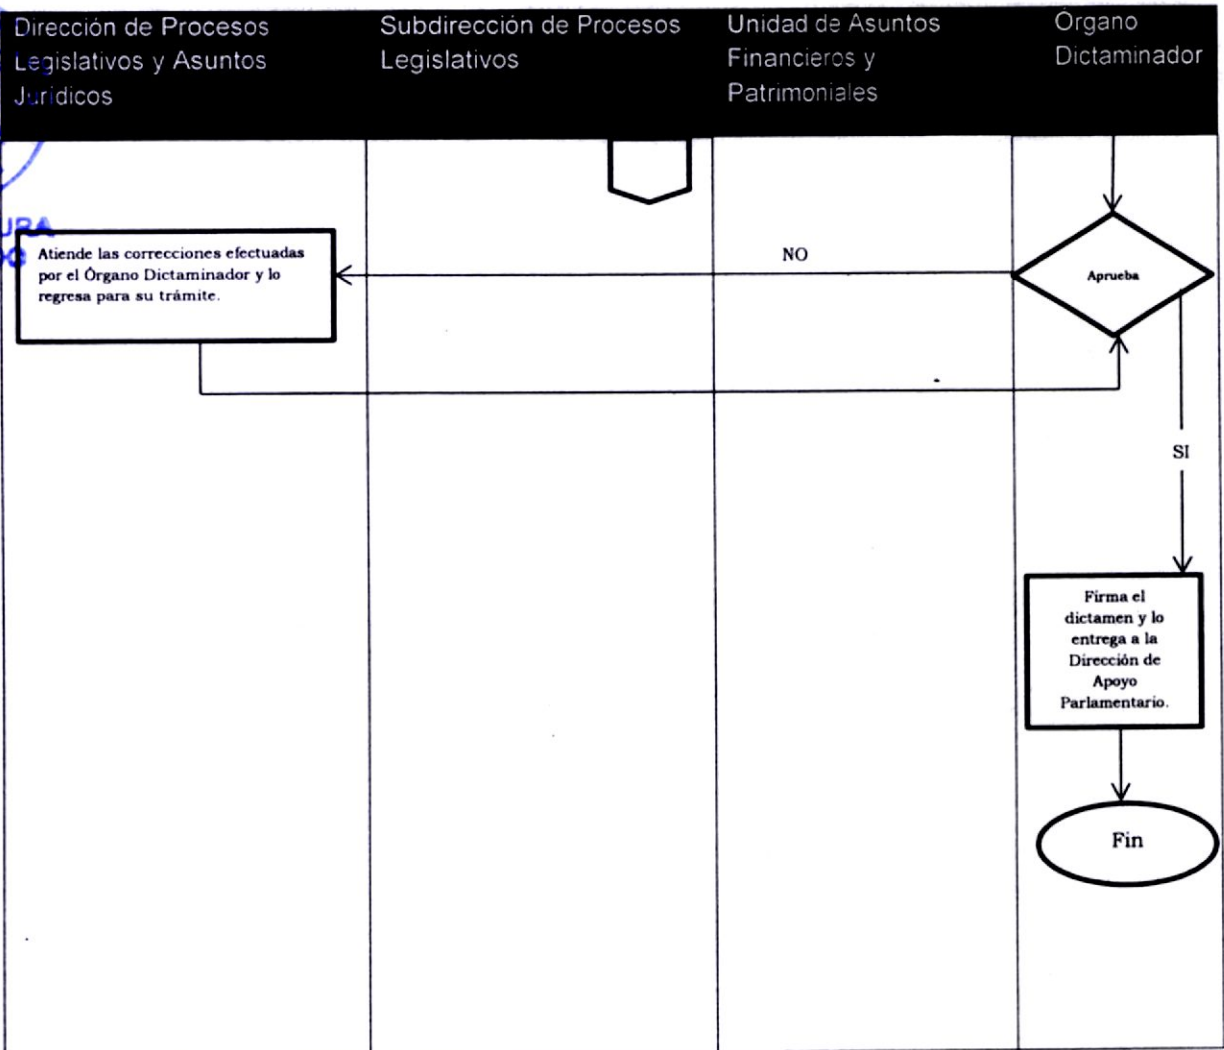 Dirección de Procesos
Legislativos y Asuntos
Jurídicos
Subdirección de Procesos
Legislativos
Unidad de Asuntos
Financieros y
Patrimoniales
Órgano
Dictaminador
URA
Atiende las correcciones efectuadas
por el Órgano Dictaminador y lo
regresa para su trámite.
NO
Aprueba
SI
Firma el
dictamen y lo
entrega a la
Dirección de
Apoyo
Parlamentario.
Fin